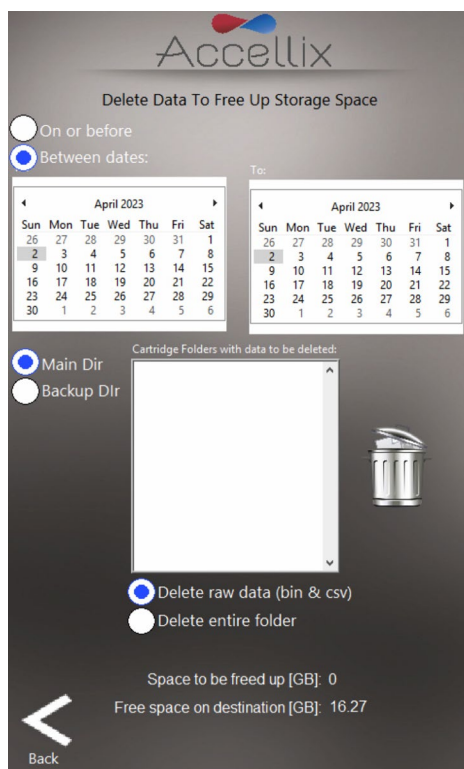 Accellix
Delete Data To Free Up Storage Space
On or before
Between dates:
To:
April 2023
Sun Mon Tue Wed Thu Fri Sat
26 27 28 29 30 31 1
2 3 4 5 6 7 8
9 10 11 12 13 14 15
16 17 18 19 20 21 22
23 24 25 26 27 28 29
30 1 2 3 4 5 6
April 2023
Sun Mon Tue Wed Thu Fri Sat
26 27 28 29 30 31 1
2 3 4 5 6 7 8
9 10 11 12 13 14 15
16 17 18 19 20 21 22
23 24 25 26 27 28 29
30 1 2 3 4 5 6
Main Dir
Backup DIr
Cartridge Folders with data to be deleted:
Delete raw data (bin & csv)
Delete entire folder
Space to be freed up [GB]: 0
Free space on destination [GB]: 16.27
Back